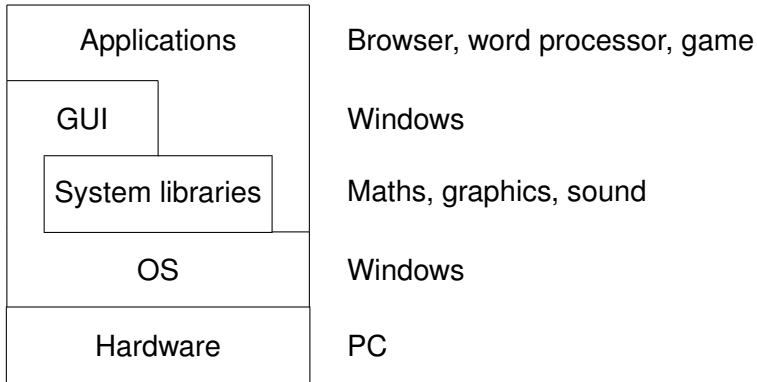 Applications Browser, word processor, game
GUI Windows
System libraries Maths, graphics, sound
OS Windows
Hardware PC